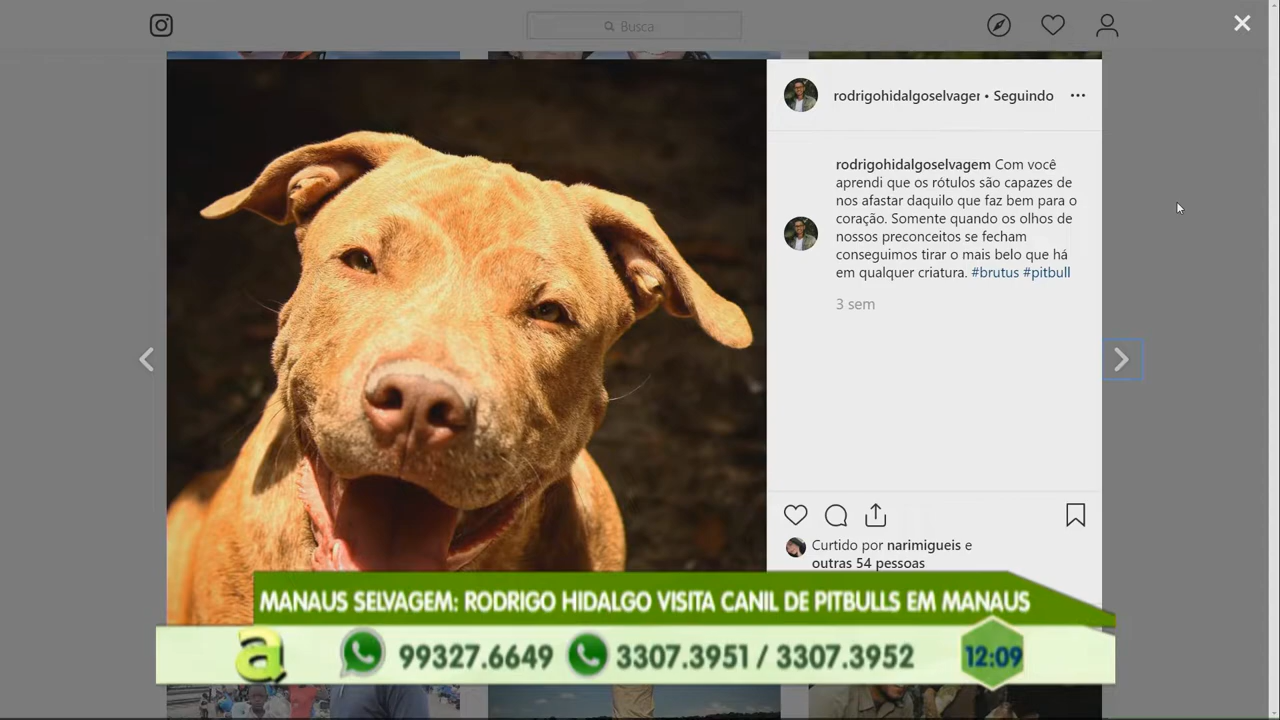 Busca
rodrigohidalgoselvager • Seguindo
rodrigohidalgoselvagem Com você
aprendi que os rótulos são capazes de
nos afastar daquilo que faz bem para o
coração. Somente quando os olhos de
nossos preconceitos se fecham
conseguimos tirar o mais belo que há
em qualquer criatura. #brutus #pitbull
3 sem
Curtido por narimigueis e
outras 54 pessoas
MANAUS SELVAGEM: RODRIGO HIDALGO VISITA CANIL DE PITBULLS EM MANAUS
a 99327.6649 3307.3951 / 3307.3952 12:09